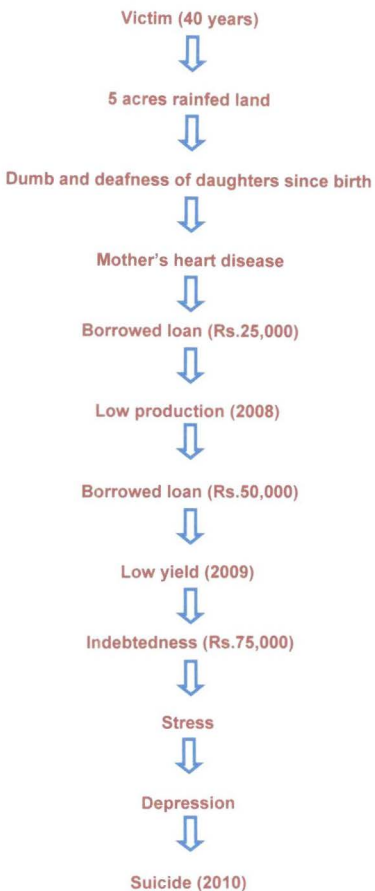 Victim (40 years)
5 acres rainfed land
Dumb and deafness of daughters since birth
Mother's heart disease
Borrowed loan (Rs.25,000)
Low production (2008)
Borrowed loan (Rs.50,000)
Low yield (2009)
Indebtedness (Rs.75,000)
Stress
Depression
Suicide (2010)